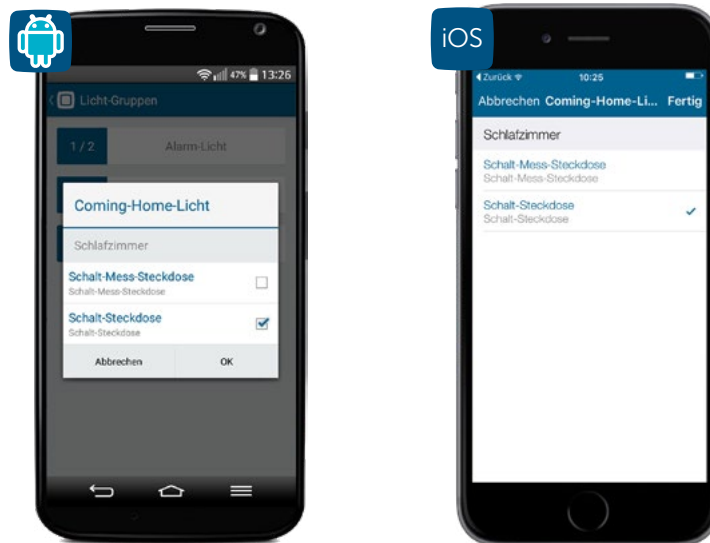 47% 13:26
Licht-Gruppen
1 / 2 Alarm-Licht
Coming-Home-Licht
Schlafzimmer
Schalt-Mess-Steckdose
Schalt-Mess-Steckdose
Schalt-Steckdose
Schalt-Steckdose
Abbrechen OK
iOS
Zurück 10:25
Abbrechen Coming-Home-Li... Fertig
Schlafzimmer
Schalt-Mess-Steckdose
Schalt-Mess-Steckdose
Schalt-Steckdose
Schalt-Steckdose